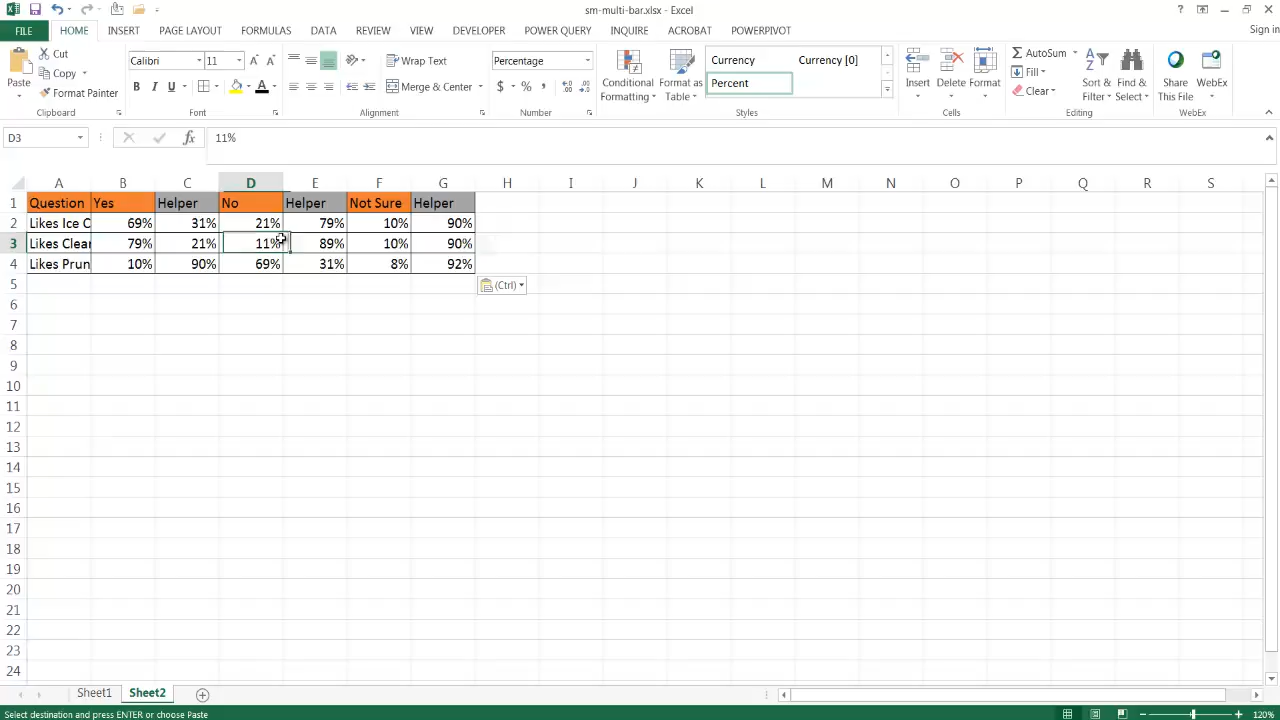 sm-multi-bar.xlsx - Excel
FILE HOME INSERT PAGE LAYOUT FORMULAS DATA REVIEW VIEW DEVELOPER POWER QUERY INQUIRE ACROBAT POWERPIVOT Sign in
Paste Cut Copy Format Painter
Calibri 11
B I U
Wrap Text
Merge & Center
Percentage
$ % ,
Conditional Formatting Format as Table
Currency Currency [0]
Percent
Insert Delete Format
AutoSum Fill Clear
Sort & Filter Find & Select
Share This File WebEx
Clipboard Font Alignment Number Styles Cells Editing WebEx
D3 fx 11%
A B C D E F G H I J K L M N O P Q R S
1 Question Yes Helper No Helper Not Sure Helper
2 Likes Ice C 69% 31% 21% 79% 10% 90%
3 Likes Clear 79% 21% 11% 89% 10% 90%
4 Likes Prun 10% 90% 69% 31% 8% 92%
5 (Ctrl)
6
7
8
9
10
11
12
13
14
15
16
17
18
19
20
21
22
23
24
Sheet1 Sheet2
Select destination and press ENTER or choose Paste 120%